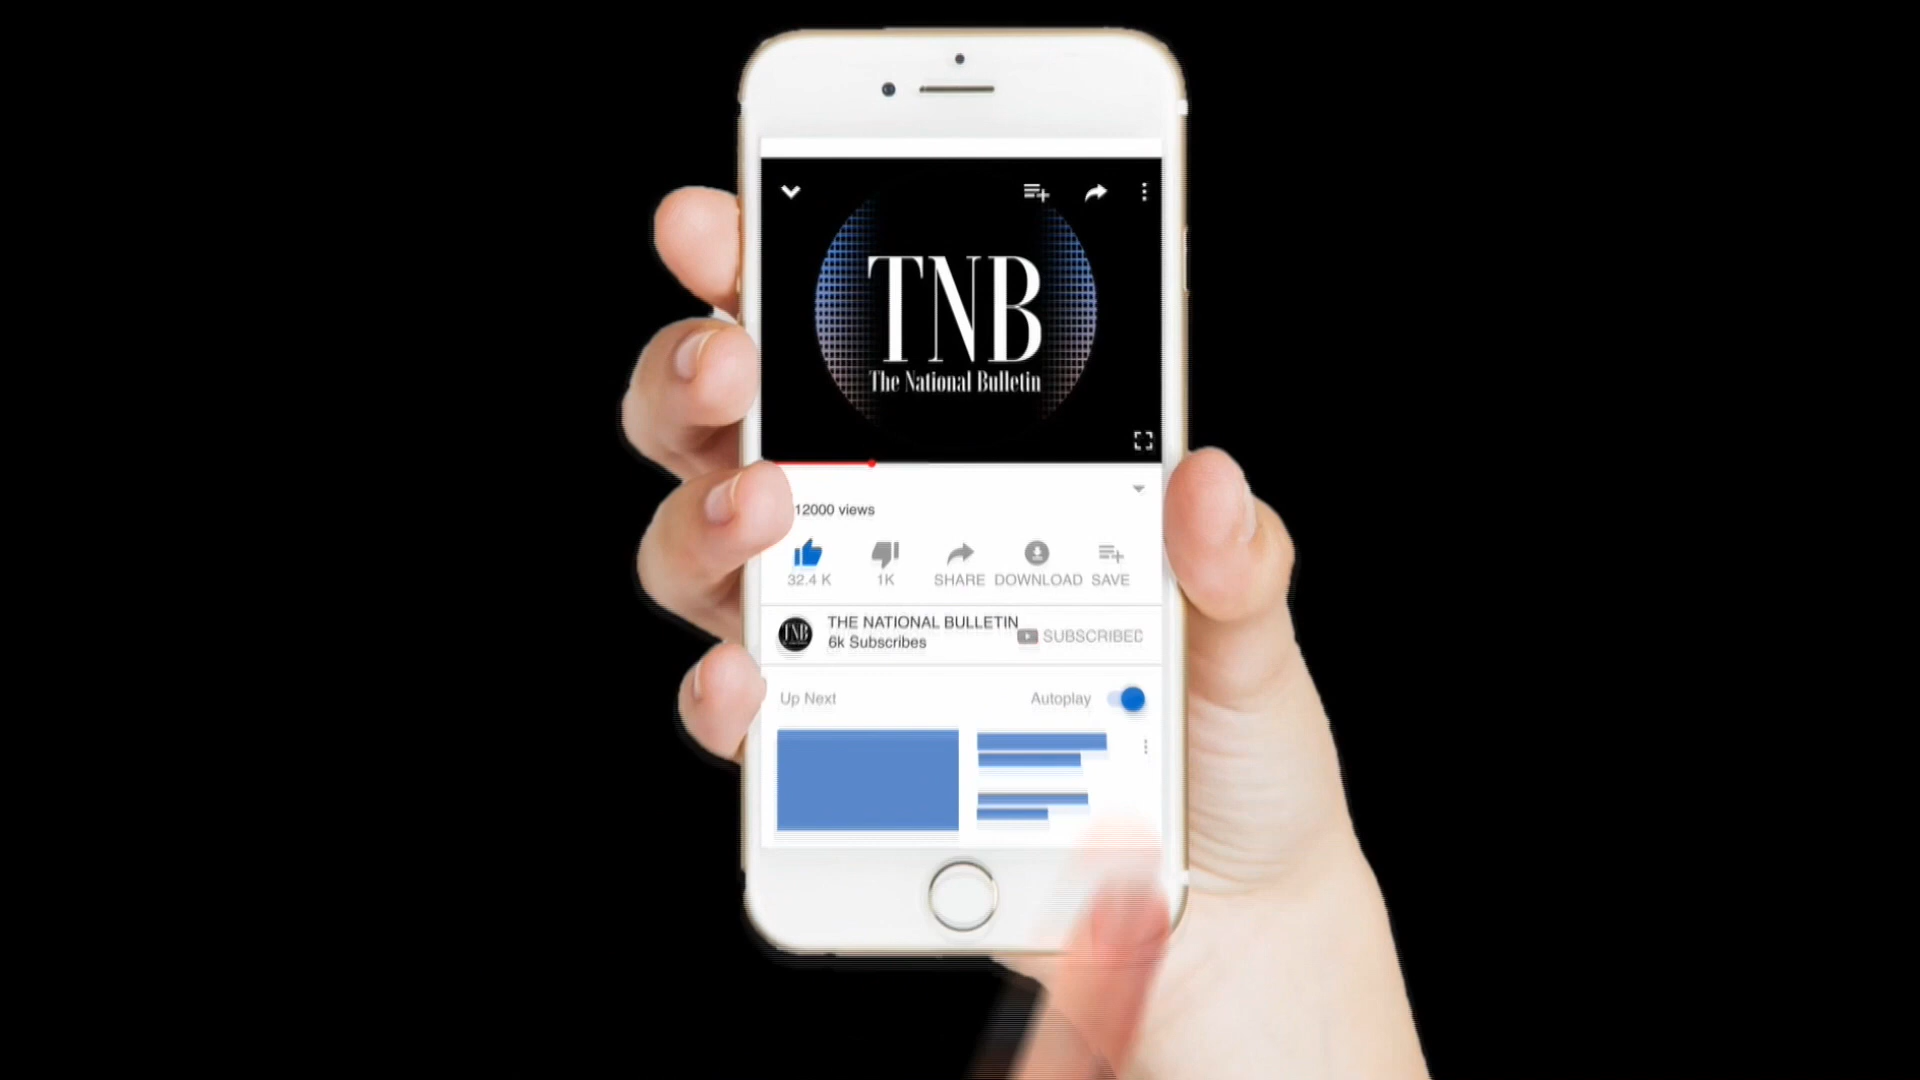 TNB
The National Bulletin
12000 views
32.4 K
1K
SHARE
DOWNLOAD
SAVE
TNB
THE NATIONAL BULLETIN
6k Subscribes
SUBSCRIBED
Up Next
Autoplay